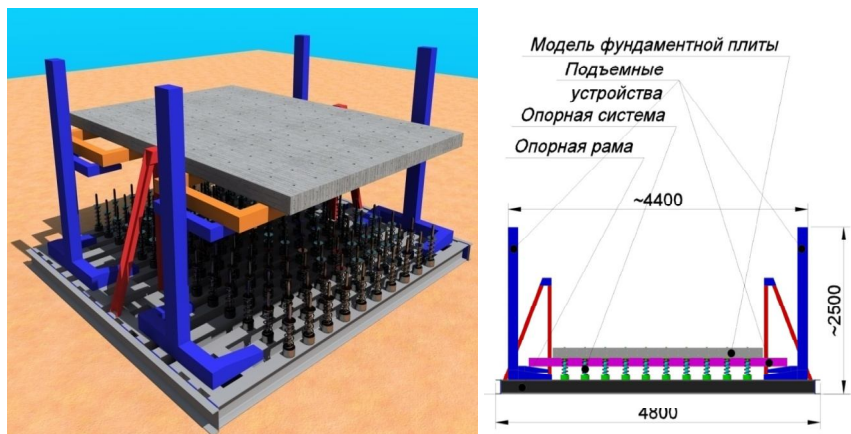 Модель фундаментной плиты
Подъемные
устройства
Опорная система
Опорная рама
~4400
~2500
4800